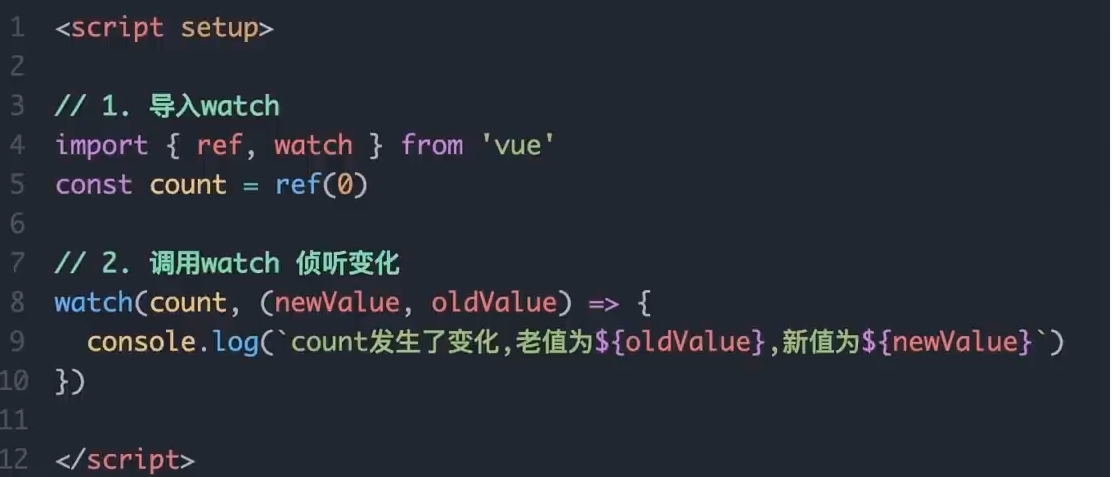 1 <script setup>
2
3 // 1. 导入watch
4 import { ref, watch } from 'vue'
5 const count = ref(0)
6
7 // 2. 调用watch 侦听变化
8 watch(count, (newValue, oldValue) => {
9   console.log(`count发生了变化,老值为${oldValue},新值为${newValue}`)
10 })
11
12 </script>